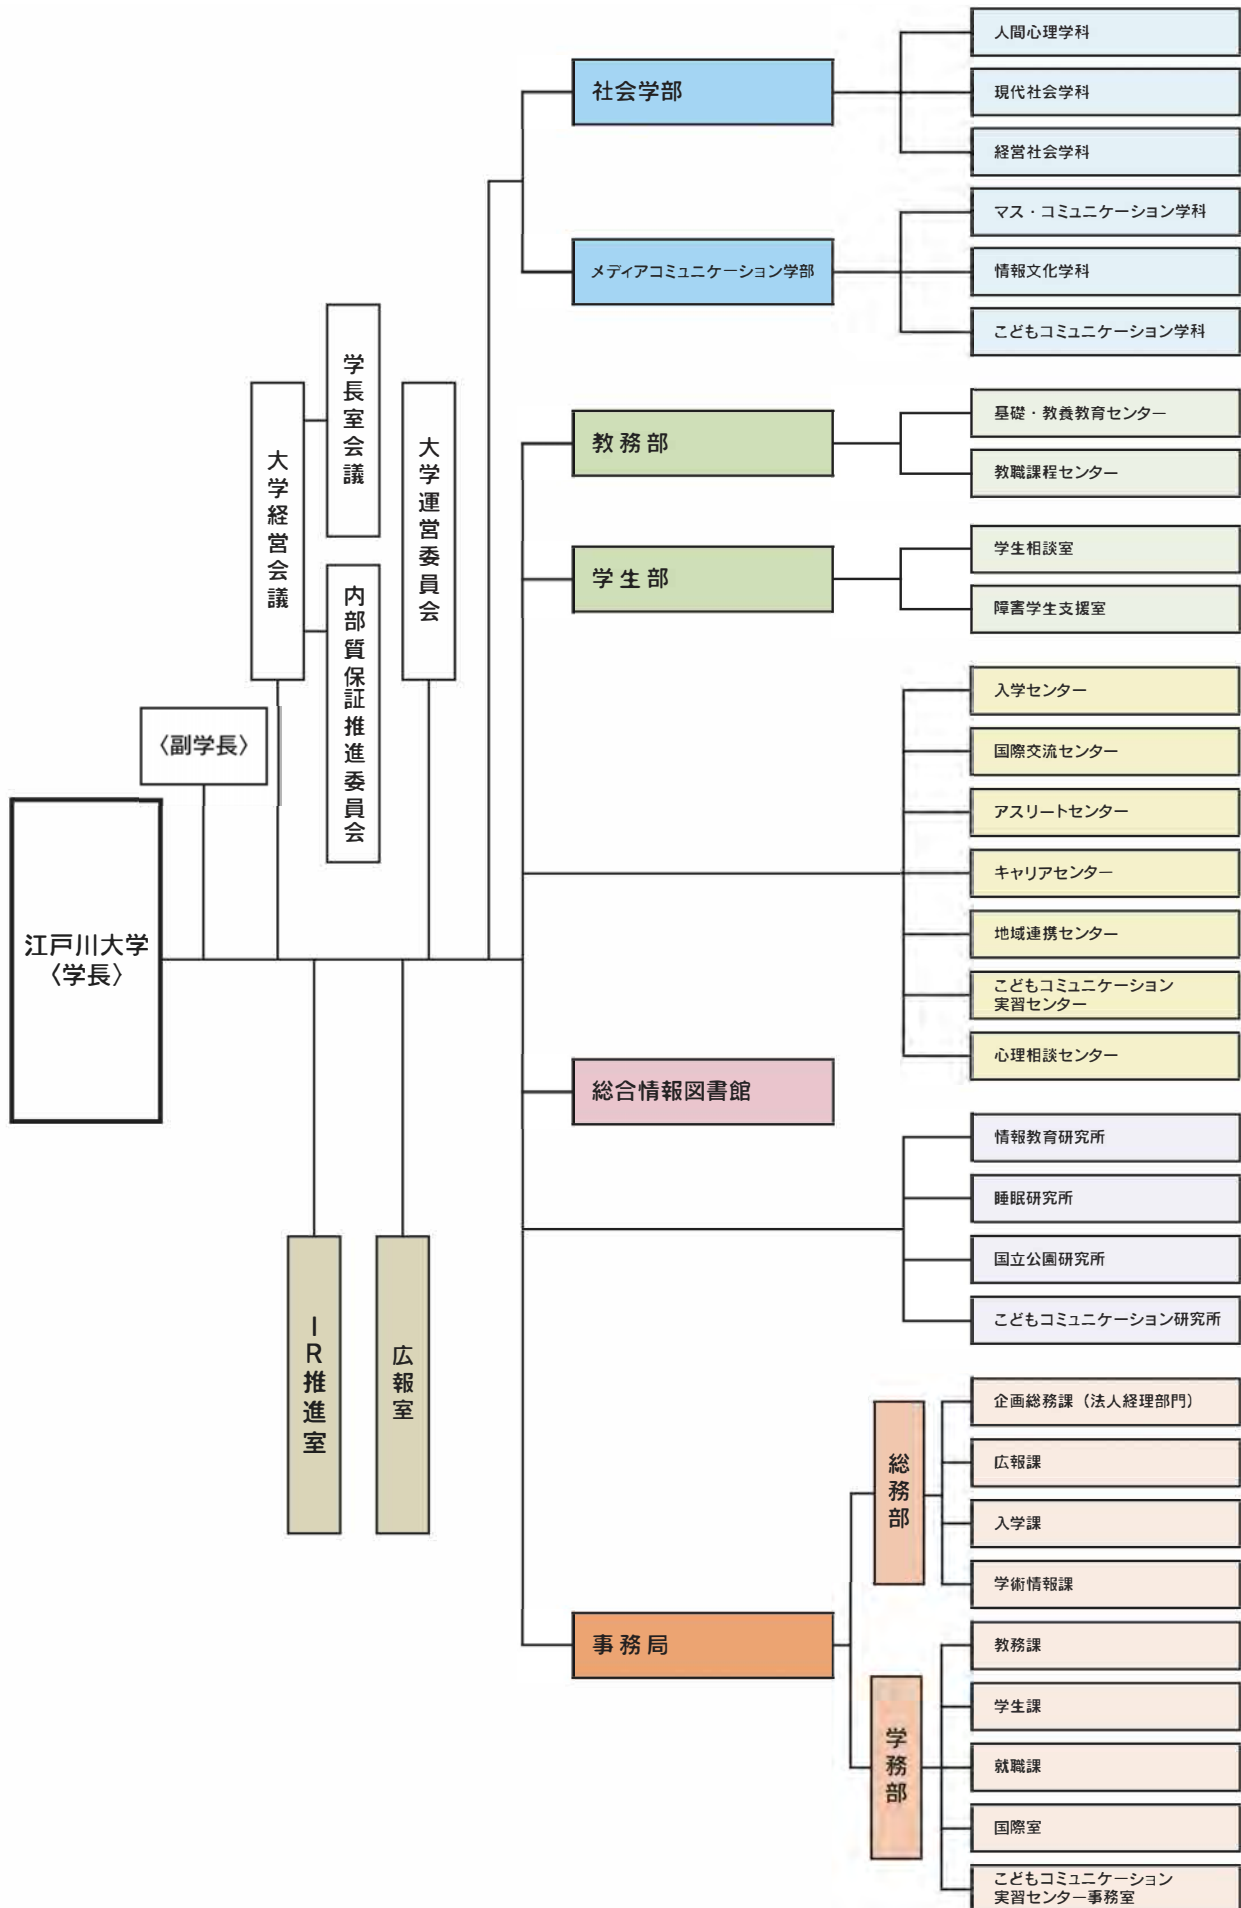 江戸川大学
〈学長〉
〈副学長〉
大学経営会議
学長室会議
内部質保証推進委員会
大学運営委員会
IR推進室
広報室
社会学部
人間心理学科
現代社会学科
経営社会学科
メディアコミュニケーション学部
マス・コミュニケーション学科
情報文化学科
こどもコミュニケーション学科
教務部
基礎・教養教育センター
教職課程センター
学生部
学生相談室
障害学生支援室
入学センター
国際交流センター
アスリートセンター
キャリアセンター
地域連携センター
こどもコミュニケーション
実習センター
心理相談センター
総合情報図書館
情報教育研究所
睡眠研究所
国立公園研究所
こどもコミュニケーション研究所
事務局
総務部
企画総務課（法人経理部門）
広報課
入学課
学術情報課
学務部
教務課
学生課
就職課
国際室
こどもコミュニケーション
実習センター事務室